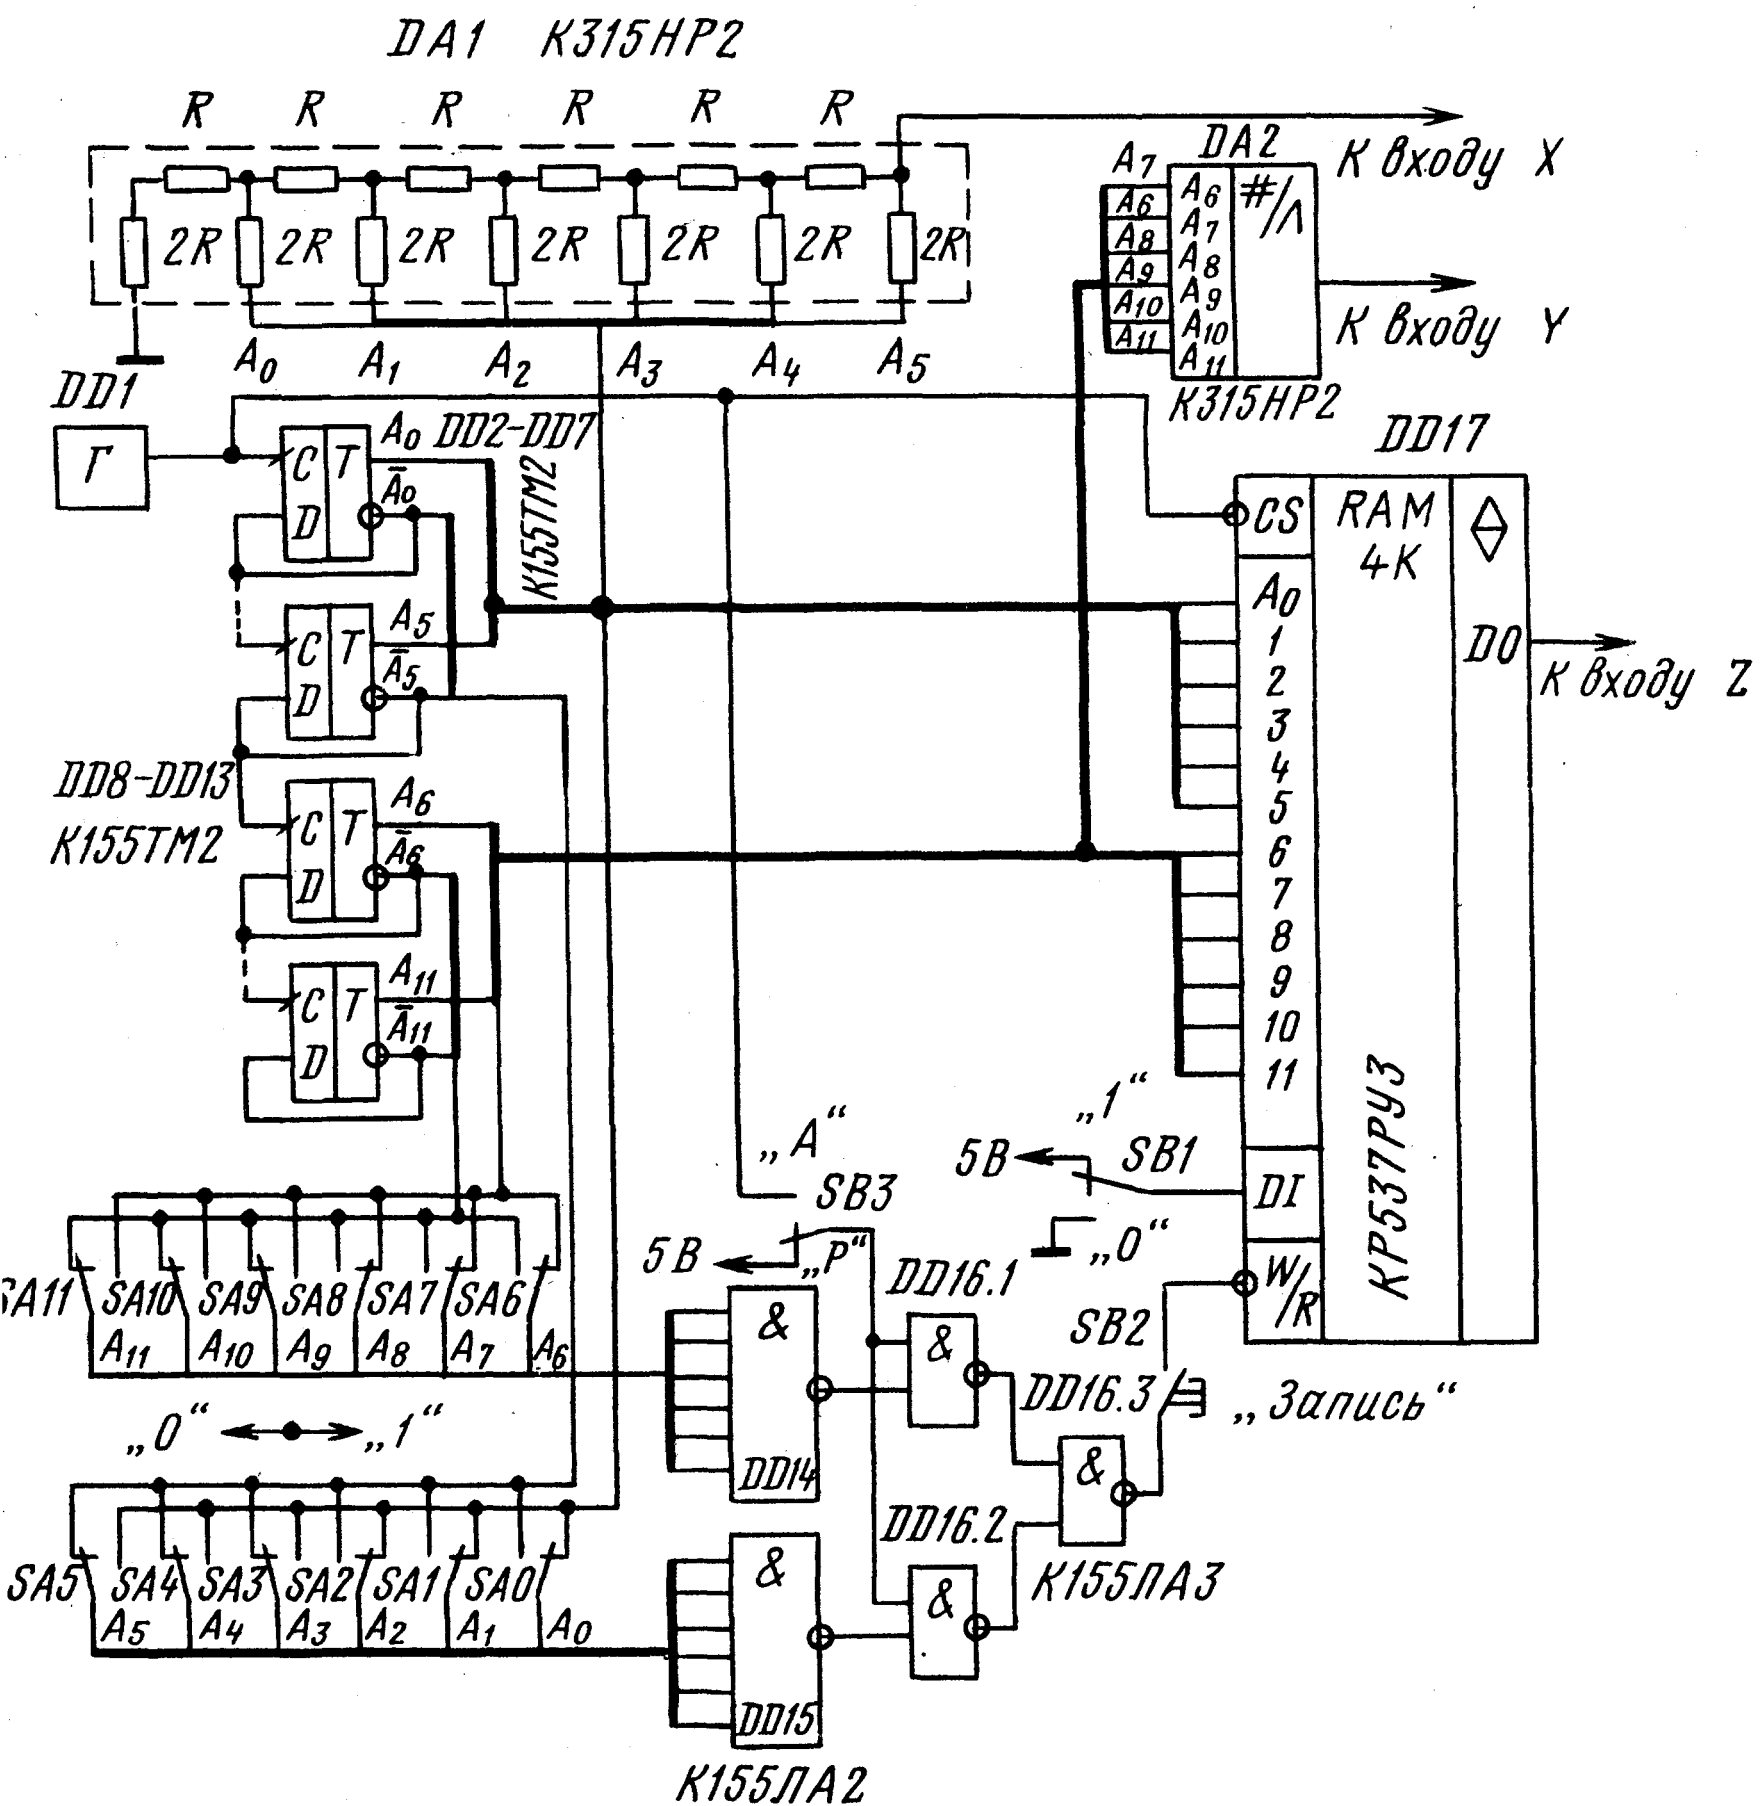 DA1 К315НР2
R R R R R R
2R 2R 2R 2R 2R 2R 2R
A0 A1 A2 A3 A4 A5
К входу X
DA2
A7 A6 A8 A9 A10 A11
A6 A7 A8 A9 A10 A11
#/Λ
К входу Y
К315НР2
DD1
Г
DD2-DD7
К155ТМ2
C T
D
A0
A̅0
C T
D
A5
A̅5
DD8-DD13
К155ТМ2
C T
D
A6
A̅6
C T
D
A11
A̅11
DD17
CS
RAM
4K
A0
1
2
3
4
5
6
7
8
9
10
11
DI
W/R
КР537РУ3
DO
К входу Z
„1“
5В
SB1
„0“
„А“
SB3
5В
„Р“
SA11 SA10 SA9 SA8 SA7 SA6
A11 A10 A9 A8 A7 A6
„0“ „1“
SA5 SA4 SA3 SA2 SA1 SA0
A5 A4 A3 A2 A1 A0
&
DD14
&
DD15
К155ЛА2
DD16.1
&
DD16.2
&
DD16.3
&
К155ЛА3
SB2
„Запись“